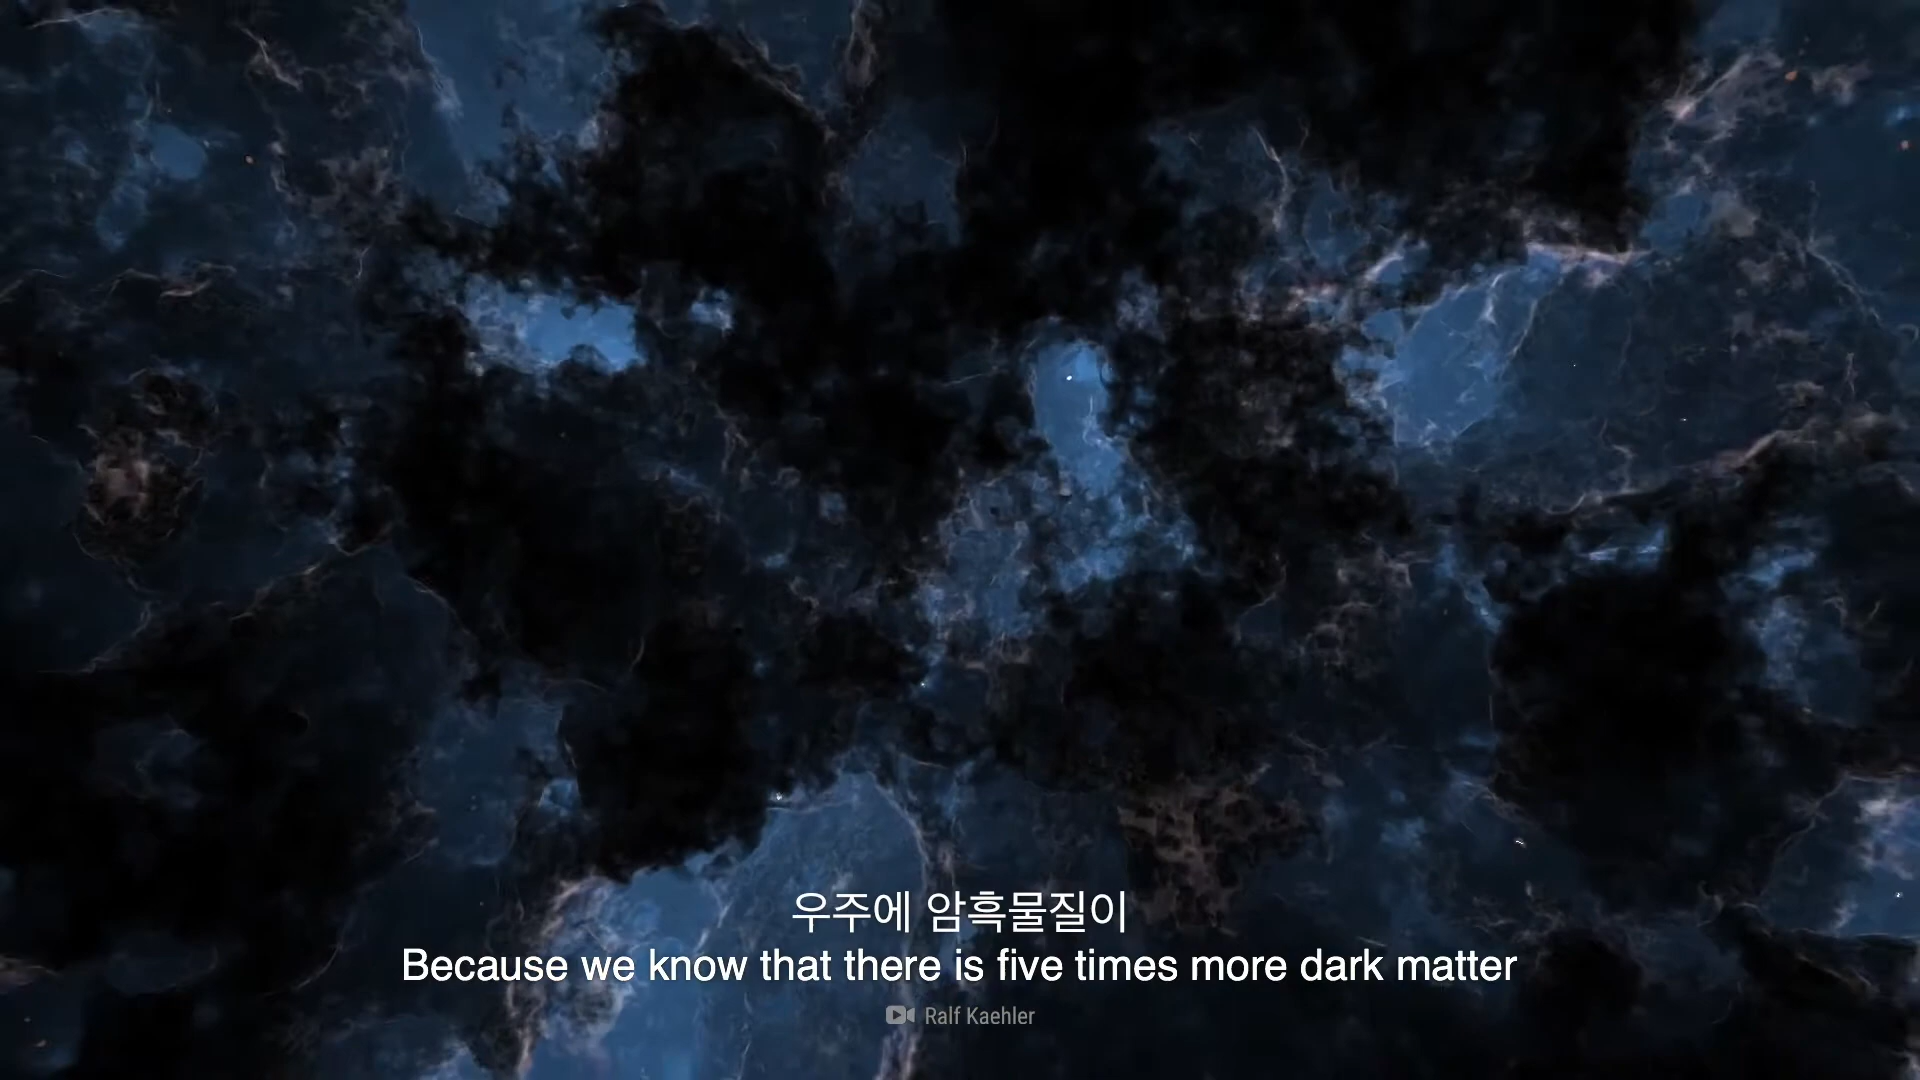 우주에 암흑물질이
Because we know that there is five times more dark matter
Ralf Kaehler